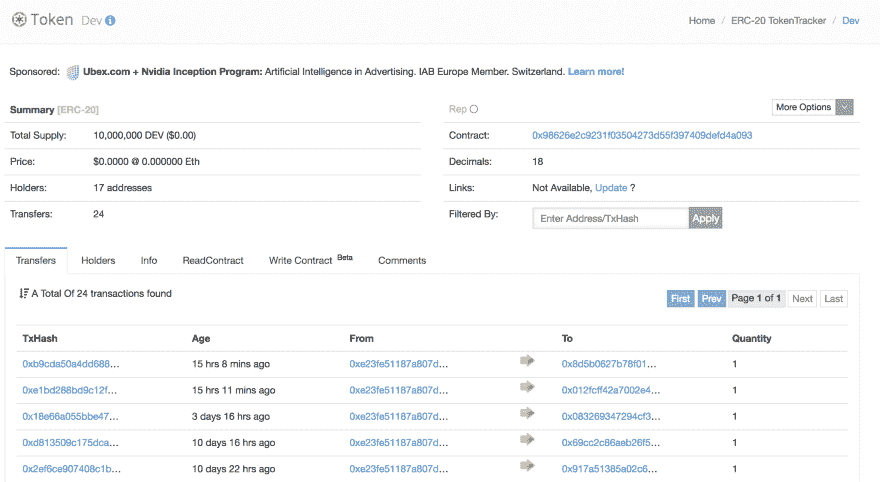 Token Dev
Home / ERC-20 TokenTracker / Dev
Sponsored: Ubex.com + Nvidia Inception Program: Artificial Intelligence in Advertising. IAB Europe Member. Switzerland. Learn more!
Summary [ERC-20]
Total Supply: 10,000,000 DEV ($0.00)
Price: $0.0000 @ 0.000000 Eth
Holders: 17 addresses
Transfers: 24
Rep
More Options
Contract: 0x98626e2c9231f03504273d55f397409defd4a093
Decimals: 18
Links: Not Available, Update ?
Filtered By: Enter Address/TxHash Apply
Transfers Holders Info ReadContract Write Contract Beta Comments
A Total Of 24 transactions found
First Prev Page 1 of 1 Next Last
TxHash Age From To Quantity
0xb9cda50a4dd688... 15 hrs 8 mins ago 0xe23fe51187a807d... 0x8d5b0627b78f01... 1
0xe1bd288bd9c12f... 15 hrs 11 mins ago 0xe23fe51187a807d... 0x012fcff42a7002e4... 1
0x18e66a055bbe47... 3 days 16 hrs ago 0xe23fe51187a807d... 0x083269347294cf3... 1
0xd813509c175dca... 10 days 16 hrs ago 0xe23fe51187a807d... 0x69cc2c86aeb26f5... 1
0x2ef6ce907408c1b... 10 days 22 hrs ago 0xe23fe51187a807d... 0x917a51385a02c6... 1